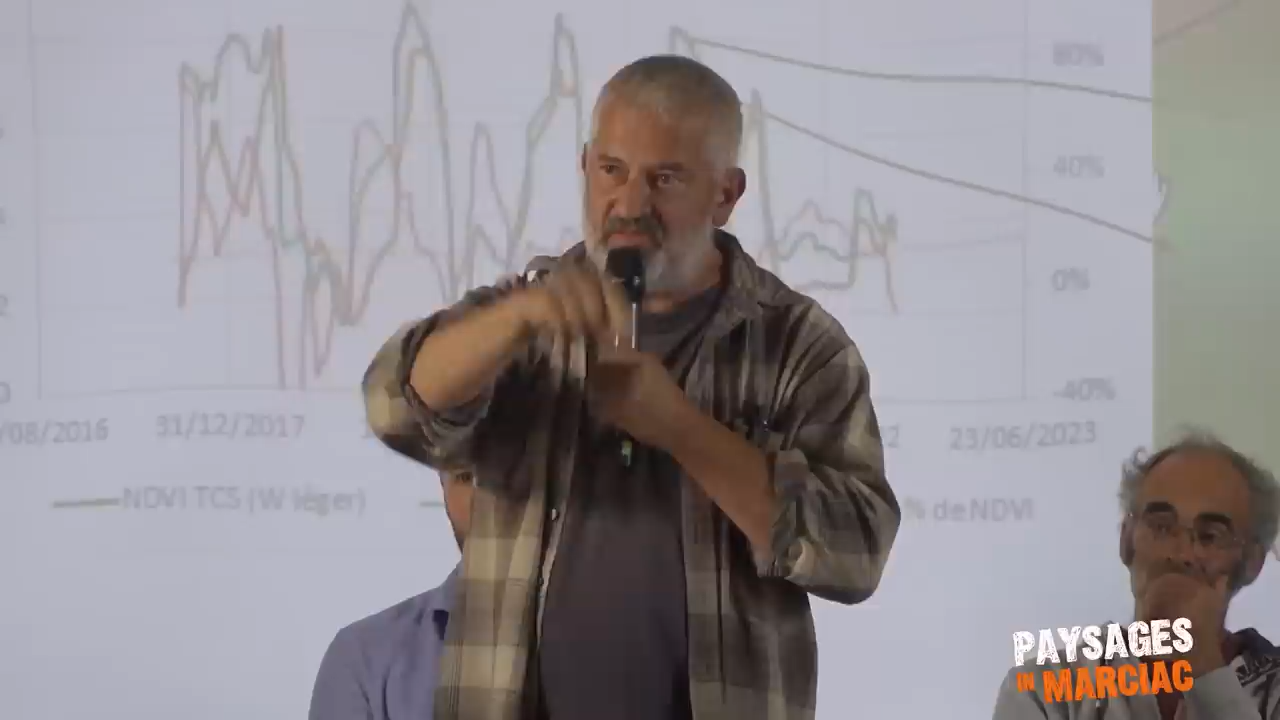 80%
40%
0%
-40%
/08/2016 31/12/2017 23/06/2023
NDVI TCS (W léger) % de NDVI
PAYSAGES
IN MARCIAC